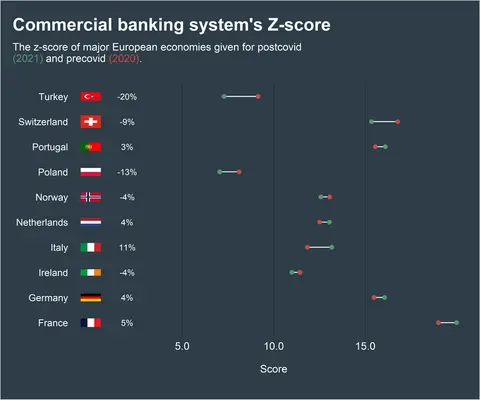 Commercial banking system's Z-score
The z-score of major European economies given for postcovid
(2021) and precovid (2020).
Turkey -20%
Switzerland -9%
Portugal 3%
Poland -13%
Norway -4%
Netherlands 4%
Italy 11%
Ireland -4%
Germany 4%
France 5%
5.0 10.0 15.0
Score